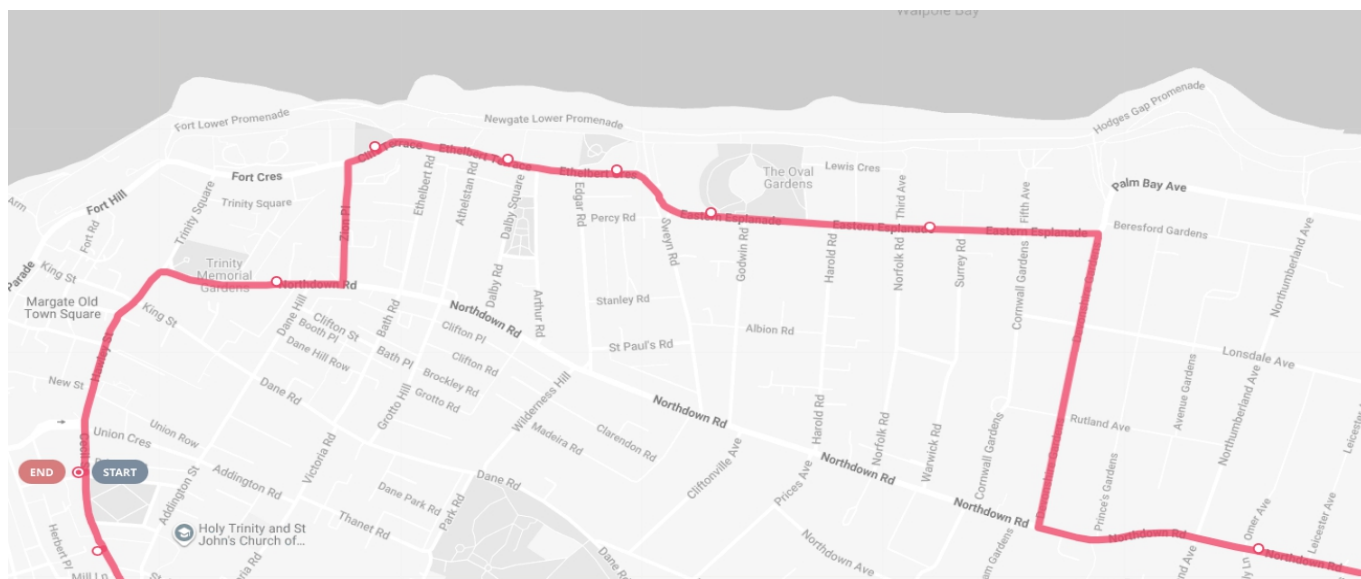 Walpole Bay
Hodges Gap Promenade
Fort Lower Promenade
Newgate Lower Promenade
Cliff Terrace
Ethelbert Terrace
Ethelbert Cres
The Oval
Gardens
Lewis Cres
Fort Cres
Palm Bay Ave
Arm
Fort Hill
Fort Rd
Trinity Square
Trinity Square
Zion Pl
Ethelbert Rd
Athelstan Rd
Dalby Square
Edgar Rd
Percy Rd
Sweyn Rd
Eastern Esplanade
Eastern Esplanade
Eastern Esplanade
Third Ave
Fifth Ave
Beresford Gardens
Northumberland Ave
Parade
King St
Trinity
Memorial
Gardens
Northdown Rd
Godwin Rd
Harold Rd
Norfolk Rd
Surrey Rd
Cornwall Gardens
Margate Old
Town Square
King St
Dane Hill
Clifton St
Booth Pl
Dane Hill Row
Bath Rd
Bath Pl
Dalby Rd
Arthur Rd
Stanley Rd
Northdown Rd
Clifton Pl
Clifton Rd
Albion Rd
St Paul's Rd
Lonsdale Ave
Hawley St
New St
Dane Rd
Brockley Rd
Grotto Rd
Grotto Hill
Wilderness Hill
Madeira Rd
Clarendon Rd
Northdown Rd
Harold Rd
Norfolk Rd
Warwick Rd
Cornwall Gardens
Rutland Ave
Avenue Gardens
Northumberland Ave
Leicester Ave
Union Cres
Union Row
Addington St
Addington Rd
Victoria Rd
Cliftonville Ave
Prices Ave
Northdown Rd
Prince's Gardens
END
START
Dane Rd
Dane Park Rd
Park Rd
Thanet Rd
Northdown Rd
Omer Ave
Leicester Ave
Herbert Pl
Holy Trinity and St
John's Church of...
Dane Rd
Northdown Ave
Northdown Rd
Northdown Rd
Mill Ln